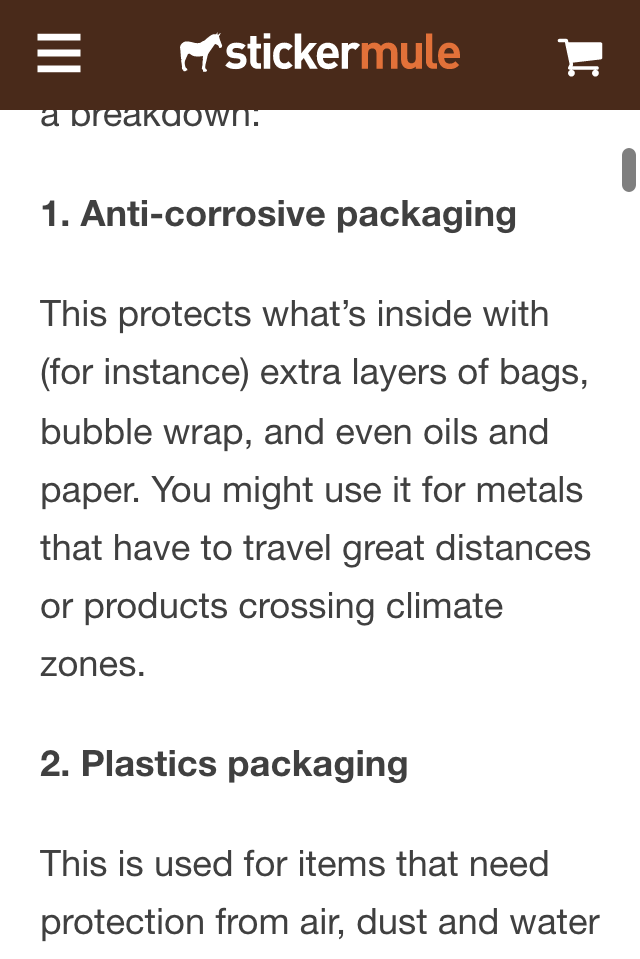 stickermule
a breakdown:
1. Anti-corrosive packaging
This protects what’s inside with
(for instance) extra layers of bags,
bubble wrap, and even oils and
paper. You might use it for metals
that have to travel great distances
or products crossing climate
zones.
2. Plastics packaging
This is used for items that need
protection from air, dust and water